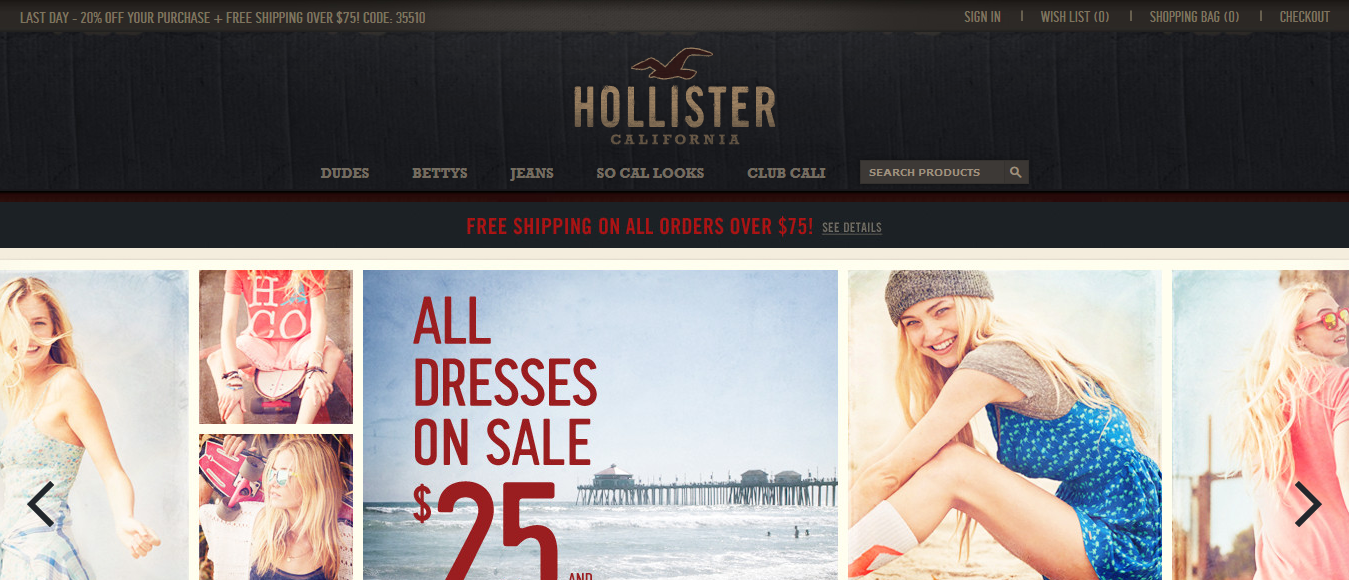 LAST DAY - 20% OFF YOUR PURCHASE + FREE SHIPPING OVER $75! CODE: 35510
SIGN IN | WISH LIST (0) | SHOPPING BAG (0) | CHECKOUT
HOLLISTER
CALIFORNIA
DUDES BETTYS JEANS SO CAL LOOKS CLUB CALI SEARCH PRODUCTS
FREE SHIPPING ON ALL ORDERS OVER $75! SEE DETAILS
H
CO
ALL
DRESSES
ON SALE
$25 AND